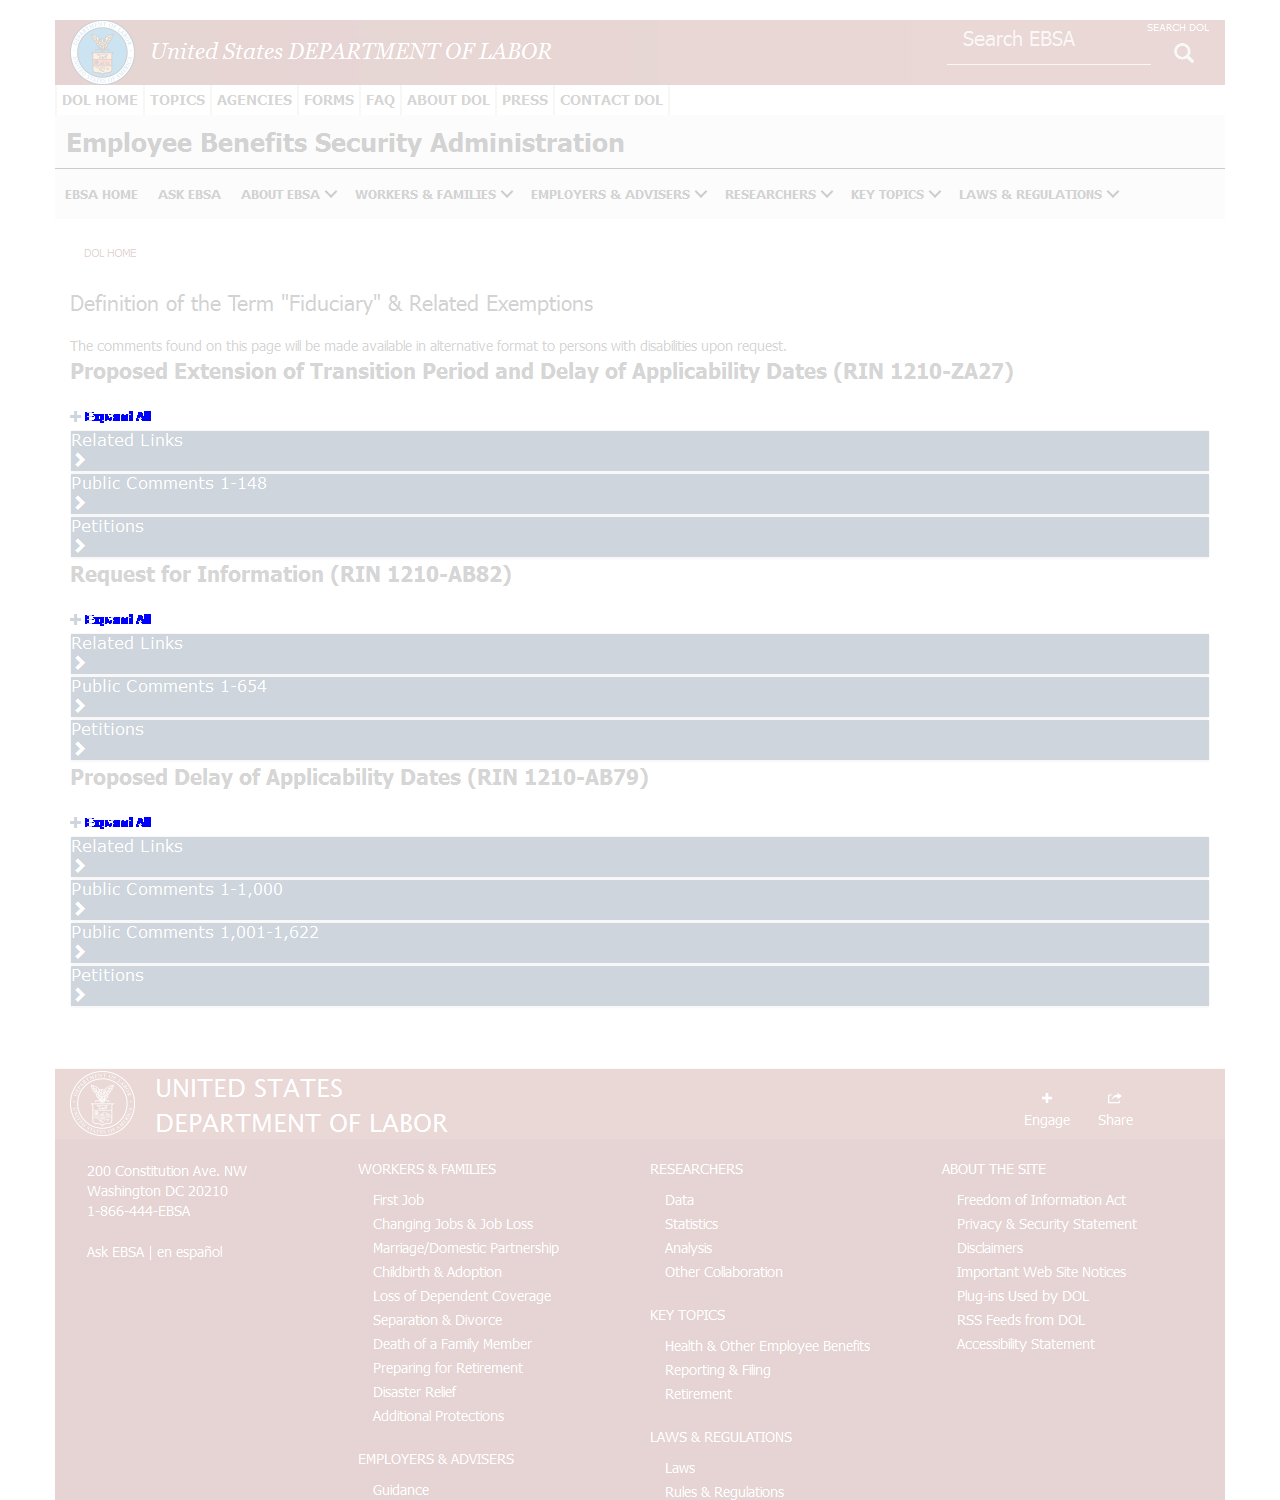 United States DEPARTMENT OF LABOR
Search EBSA
SEARCH DOL
DOL HOME TOPICS AGENCIES FORMS FAQ ABOUT DOL PRESS CONTACT DOL
Employee Benefits Security Administration
EBSA HOME ASK EBSA ABOUT EBSA WORKERS & FAMILIES EMPLOYERS & ADVISERS RESEARCHERS KEY TOPICS LAWS & REGULATIONS
DOL HOME
Definition of the Term "Fiduciary" & Related Exemptions
The comments found on this page will be made available in alternative format to persons with disabilities upon request.
Proposed Extension of Transition Period and Delay of Applicability Dates (RIN 1210-ZA27)
Expand All
Related Links
Public Comments 1-148
Petitions
Request for Information (RIN 1210-AB82)
Expand All
Related Links
Public Comments 1-654
Petitions
Proposed Delay of Applicability Dates (RIN 1210-AB79)
Expand All
Related Links
Public Comments 1-1,000
Public Comments 1,001-1,622
Petitions
UNITED STATES
DEPARTMENT OF LABOR
Engage Share
200 Constitution Ave. NW
Washington DC 20210
1-866-444-EBSA
Ask EBSA | en español
WORKERS & FAMILIES
First Job
Changing Jobs & Job Loss
Marriage/Domestic Partnership
Childbirth & Adoption
Loss of Dependent Coverage
Separation & Divorce
Death of a Family Member
Preparing for Retirement
Disaster Relief
Additional Protections
EMPLOYERS & ADVISERS
Guidance
RESEARCHERS
Data
Statistics
Analysis
Other Collaboration
KEY TOPICS
Health & Other Employee Benefits
Reporting & Filing
Retirement
LAWS & REGULATIONS
Laws
Rules & Regulations
ABOUT THE SITE
Freedom of Information Act
Privacy & Security Statement
Disclaimers
Important Web Site Notices
Plug-ins Used by DOL
RSS Feeds from DOL
Accessibility Statement